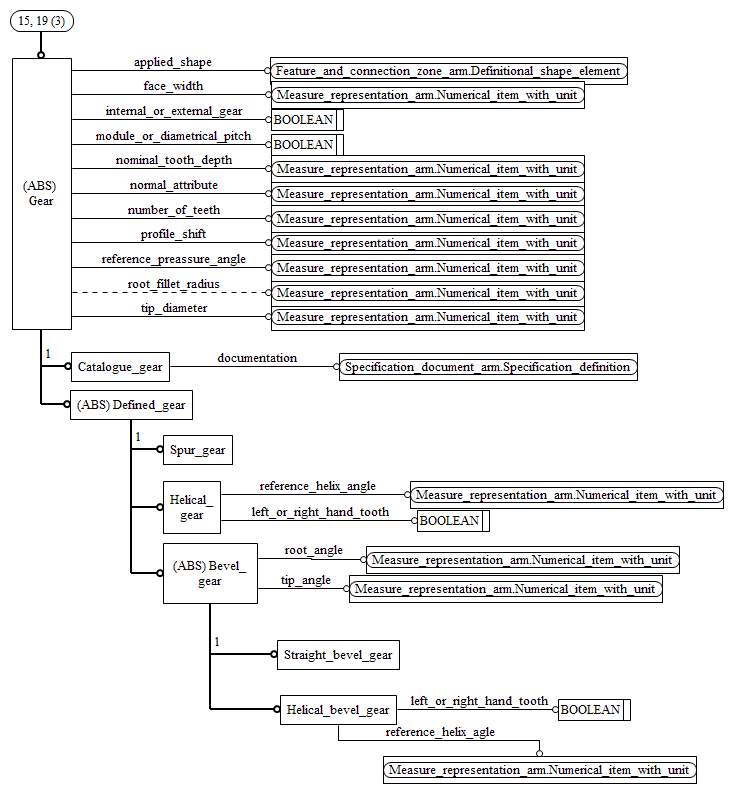 15, 19 (3)
applied_shape
Feature_and_connection_zone_arm.Definitional_shape_element
face_width
Measure_representation_arm.Numerical_item_with_unit
internal_or_external_gear
BOOLEAN
module_or_diametrical_pitch
BOOLEAN
nominal_tooth_depth
Measure_representation_arm.Numerical_item_with_unit
(ABS)
Gear
normal_attribute
Measure_representation_arm.Numerical_item_with_unit
number_of_teeth
Measure_representation_arm.Numerical_item_with_unit
profile_shift
Measure_representation_arm.Numerical_item_with_unit
reference_preassure_angle
Measure_representation_arm.Numerical_item_with_unit
root_fillet_radius
Measure_representation_arm.Numerical_item_with_unit
tip_diameter
Measure_representation_arm.Numerical_item_with_unit
1
Catalogue_gear
documentation
Specification_document_arm.Specification_definition
(ABS) Defined_gear
1
Spur_gear
Helical_
gear
reference_helix_angle
Measure_representation_arm.Numerical_item_with_unit
left_or_right_hand_tooth
BOOLEAN
(ABS) Bevel_
gear
root_angle
Measure_representation_arm.Numerical_item_with_unit
tip_angle
Measure_representation_arm.Numerical_item_with_unit
1
Straight_bevel_gear
Helical_bevel_gear
left_or_right_hand_tooth
BOOLEAN
reference_helix_agle
Measure_representation_arm.Numerical_item_with_unit